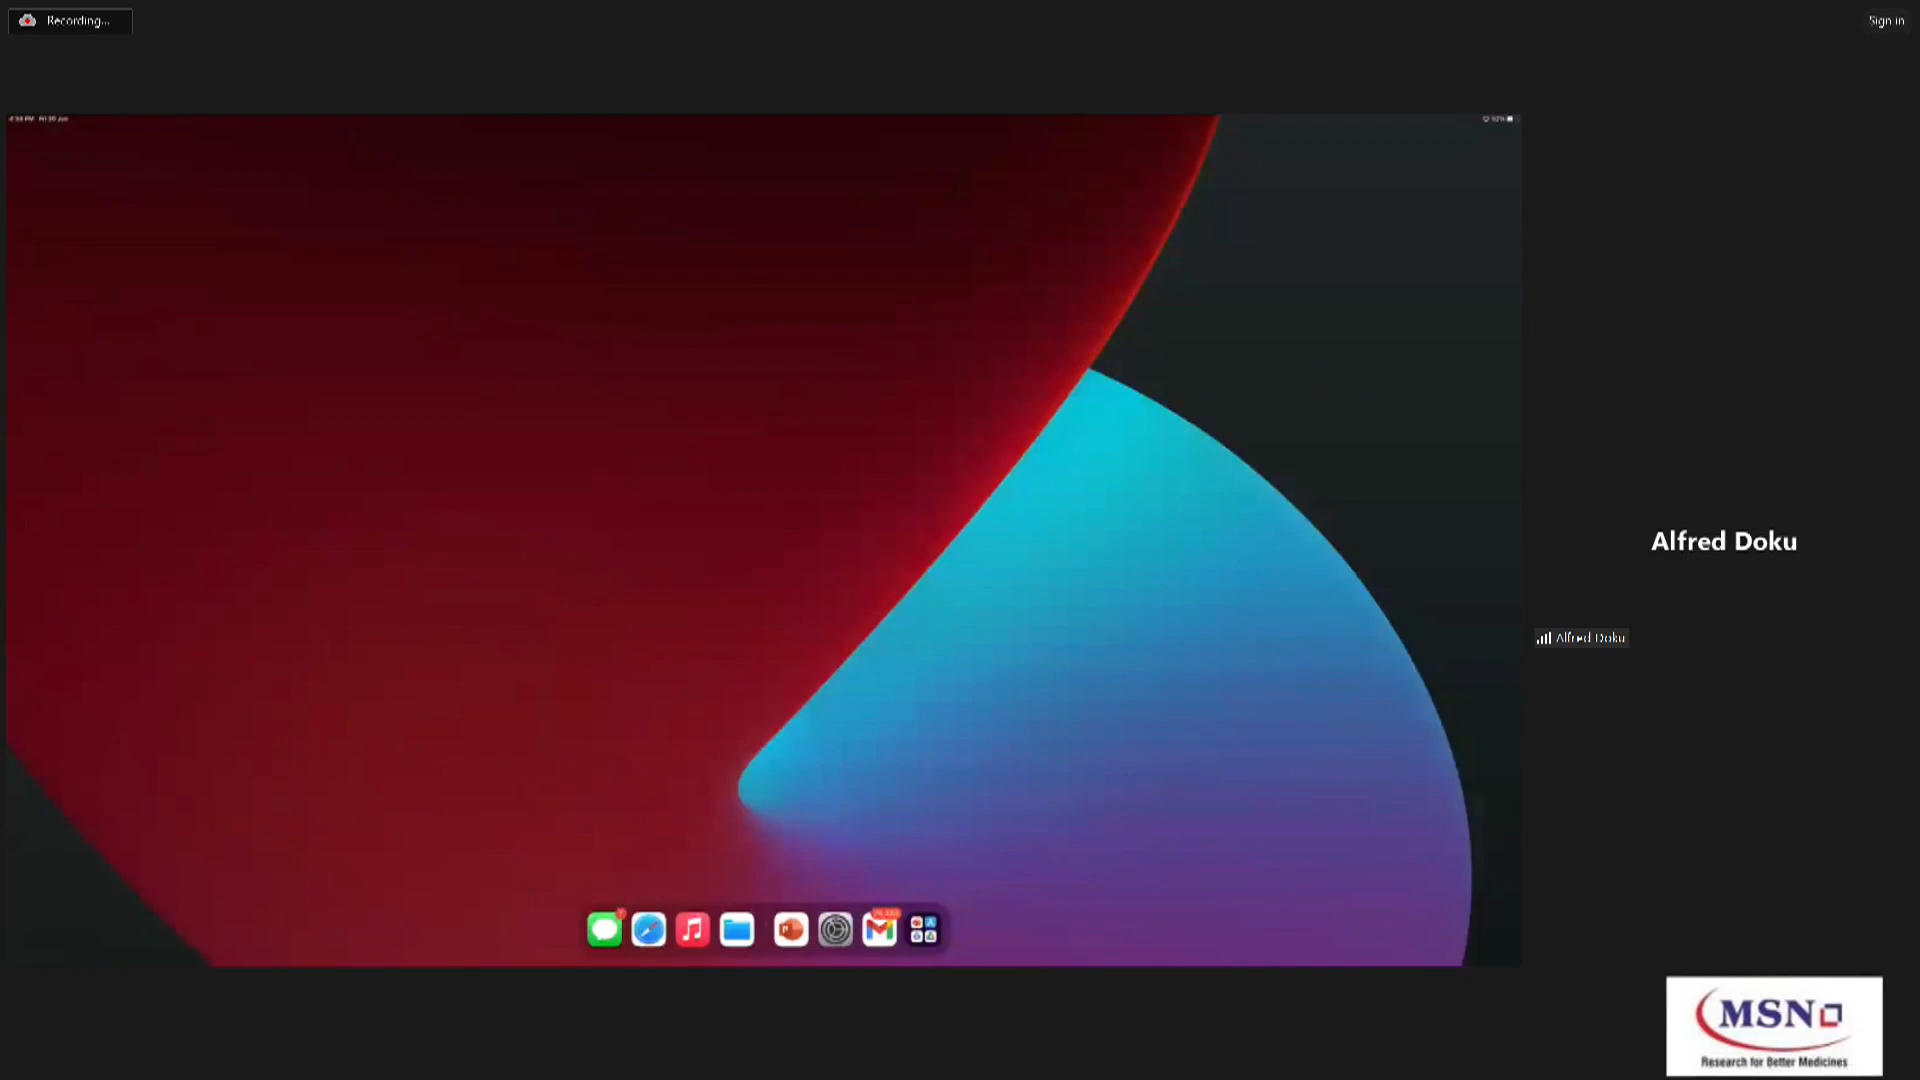 Recording...
Sign in
Alfred Doku
Alfred Doku
MSN
Research for Better Medicines